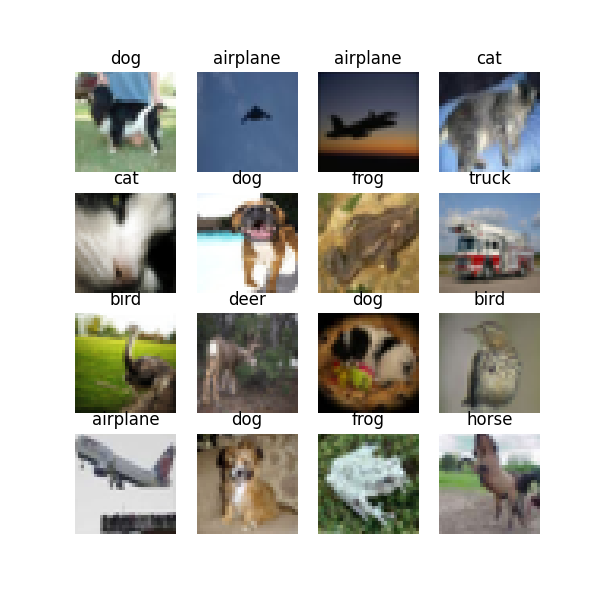 dog airplane airplane cat
cat dog frog truck
bird deer dog bird
airplane dog frog horse